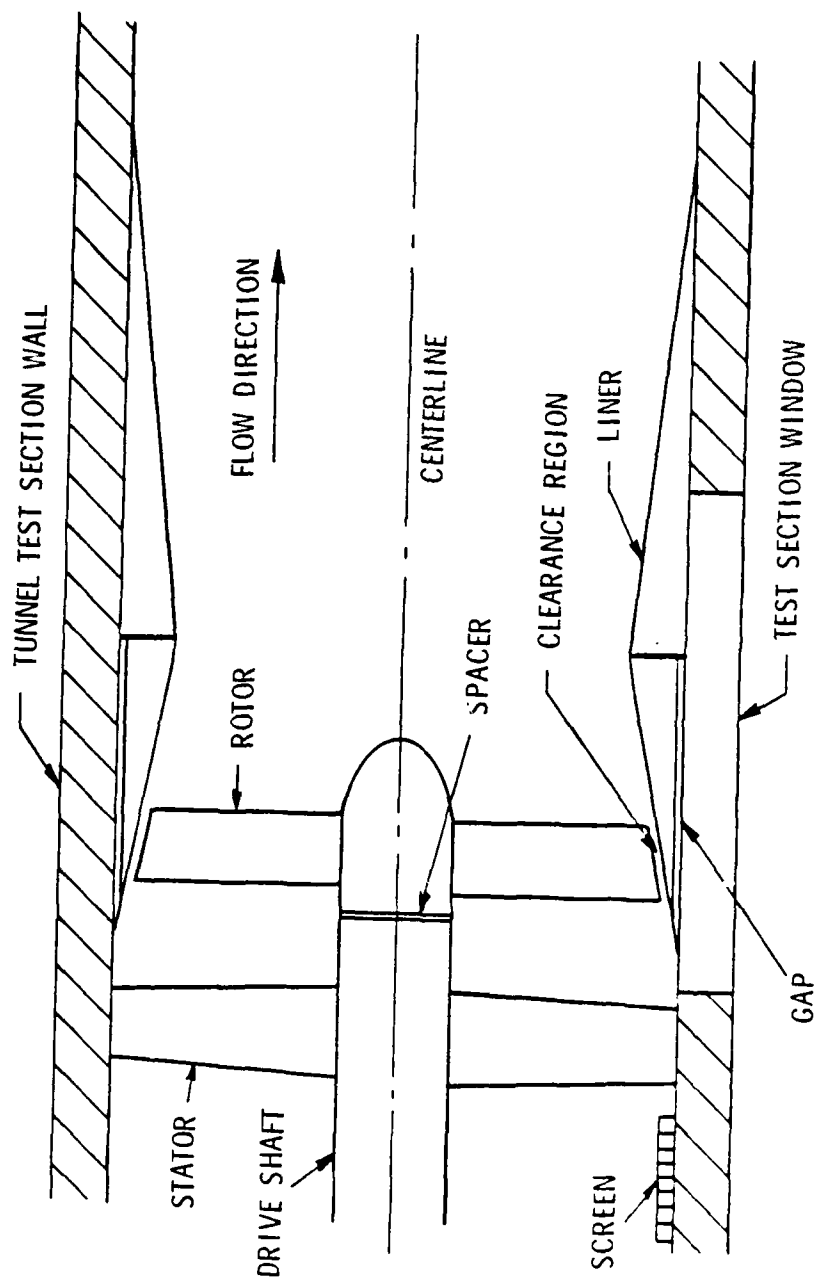 TUNNEL TEST SECTION WALL
FLOW DIRECTION
CENTERLINE
ROTOR
SPACER
CLEARANCE REGION
LINER
TEST SECTION WINDOW
GAP
STATOR
DRIVE SHAFT
SCREEN